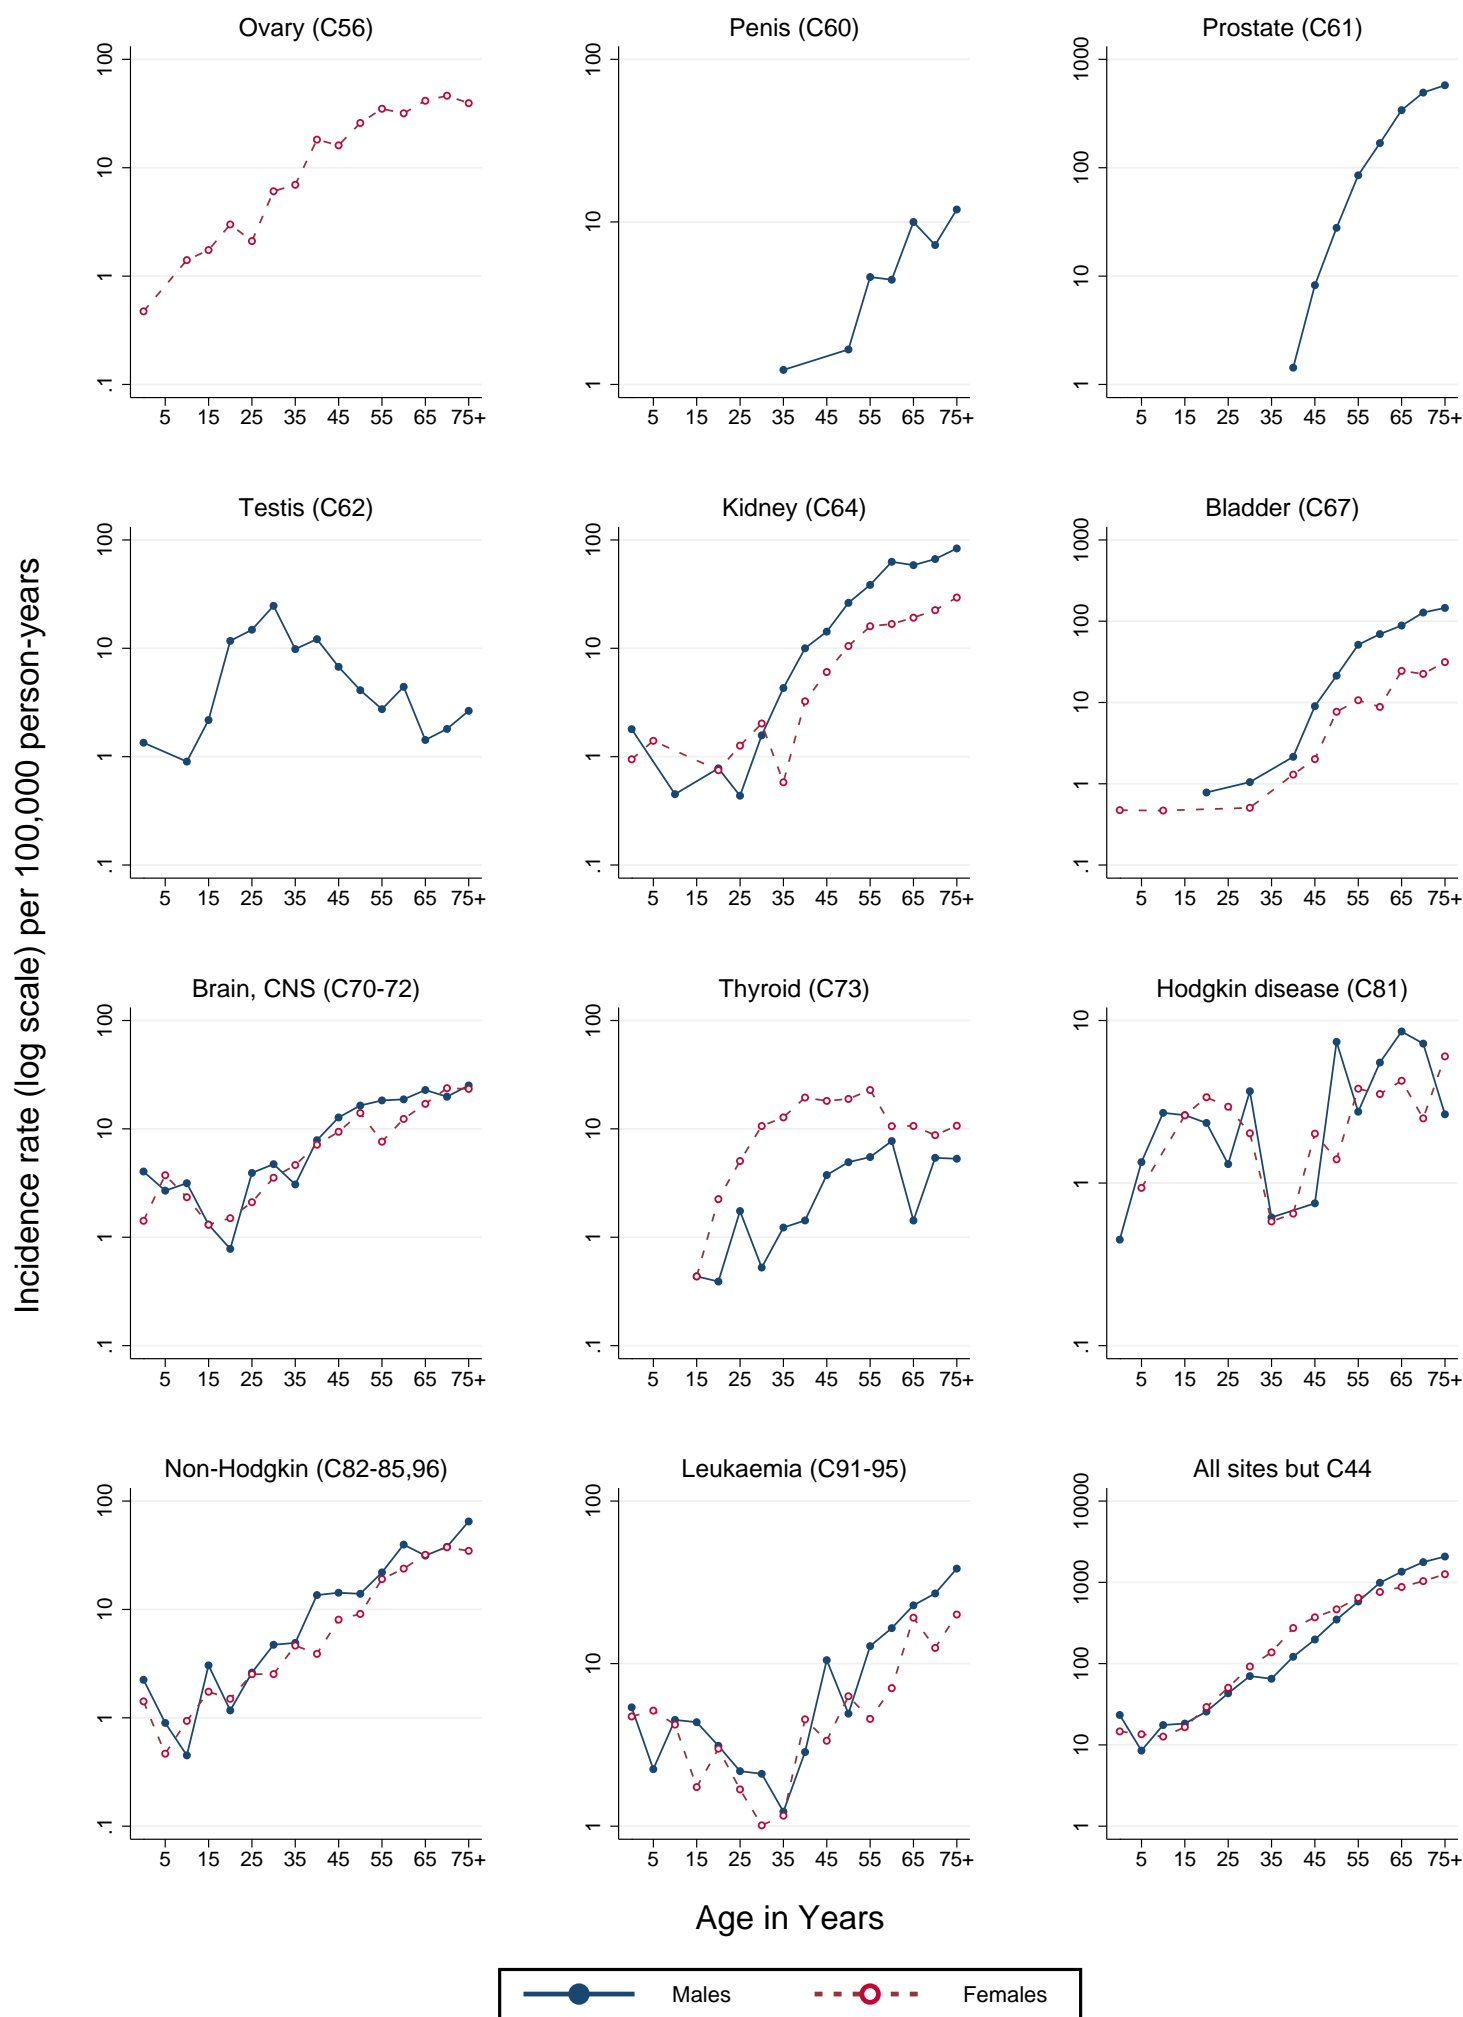 Ovary (C56)
Penis (C60)
Prostate (C61)
100
10
1
.1
5 15 25 35 45 55 65 75+
100
10
1
5 15 25 35 45 55 65 75+
1000
100
10
1
5 15 25 35 45 55 65 75+
Testis (C62)
Kidney (C64)
Bladder (C67)
100
10
1
.1
5 15 25 35 45 55 65 75+
100
10
1
.1
5 15 25 35 45 55 65 75+
1000
100
10
1
.1
5 15 25 35 45 55 65 75+
Incidence rate (log scale) per 100,000 person-years
Brain, CNS (C70-72)
Thyroid (C73)
Hodgkin disease (C81)
100
10
1
.1
5 15 25 35 45 55 65 75+
100
10
1
.1
5 15 25 35 45 55 65 75+
10
1
.1
5 15 25 35 45 55 65 75+
Non-Hodgkin (C82-85,96)
Leukaemia (C91-95)
All sites but C44
100
10
1
.1
5 15 25 35 45 55 65 75+
100
10
1
5 15 25 35 45 55 65 75+
10000
1000
100
10
1
5 15 25 35 45 55 65 75+
Age in Years
Males Females